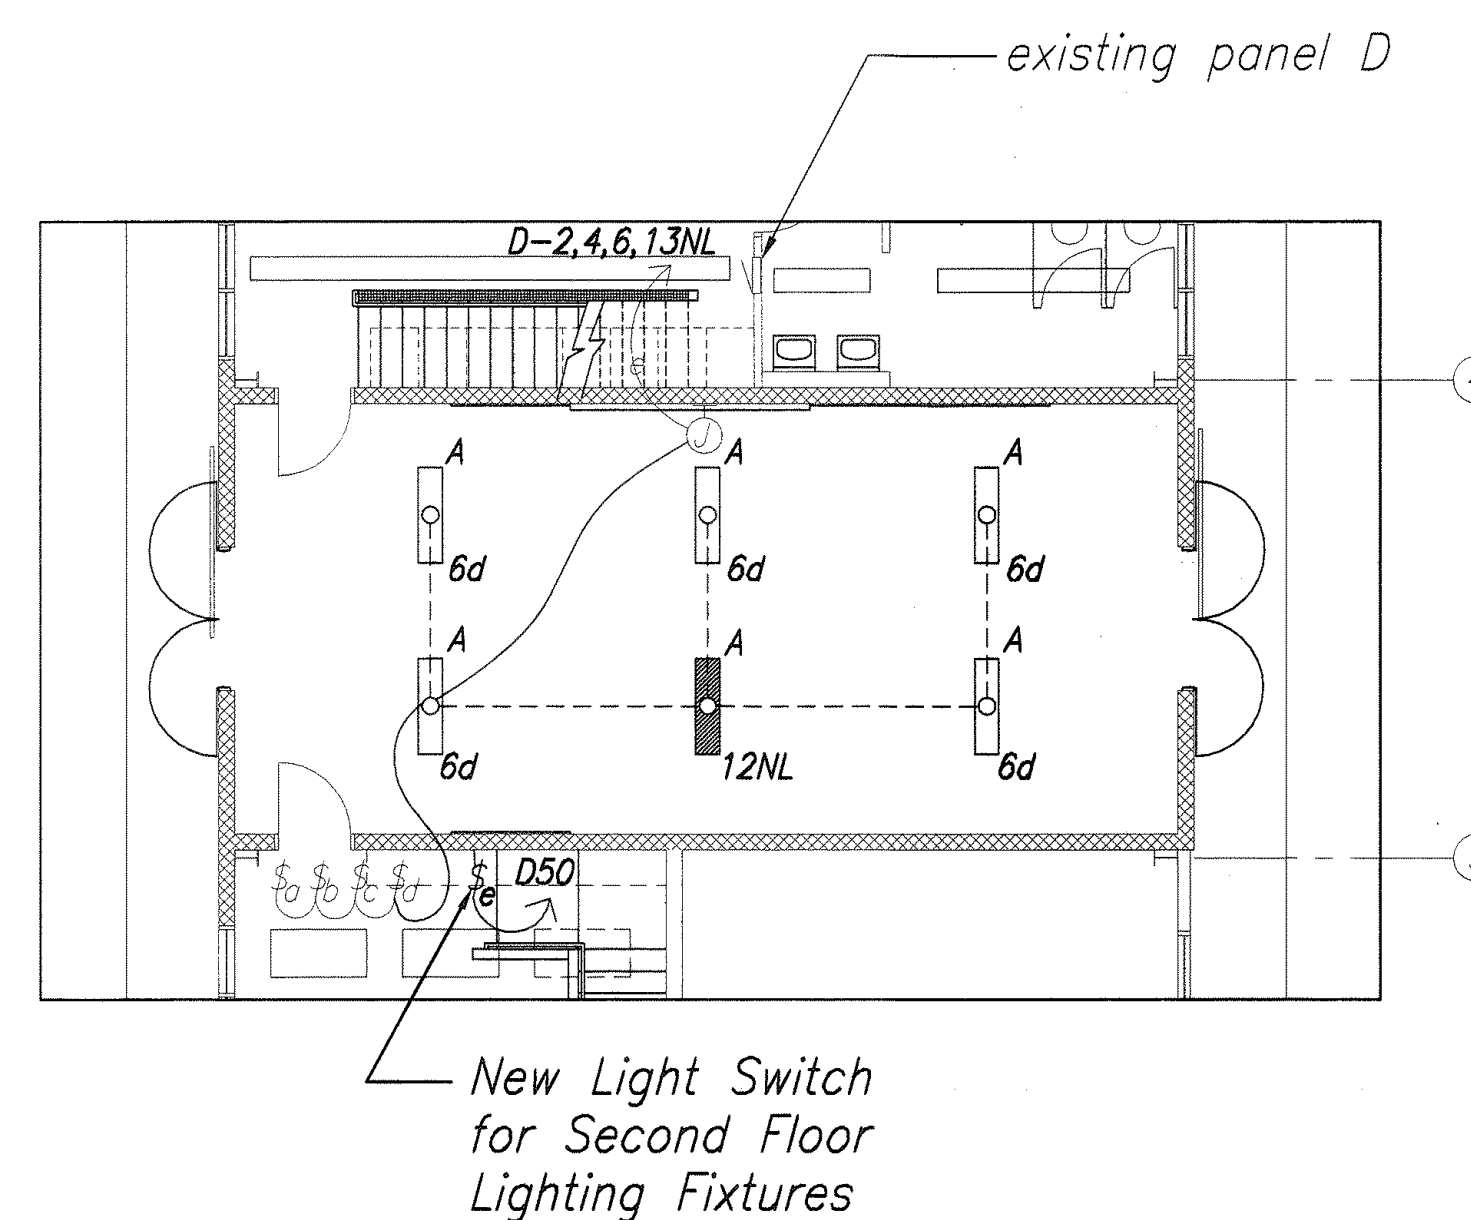 existing panel D
D-2,4,6,13NL
J
A
A
A
6d
6d
6d
A
A
A
6d
12NL
6d
$a $b $c $d $e D50
New Light Switch
for Second Floor
Lighting Fixtures